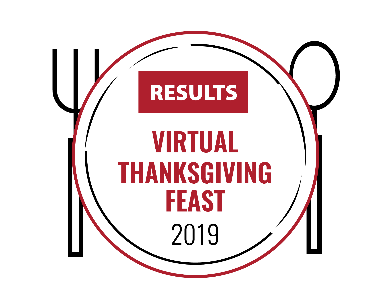 RESULTS
VIRTUAL
THANKSGIVING
FEAST
2019